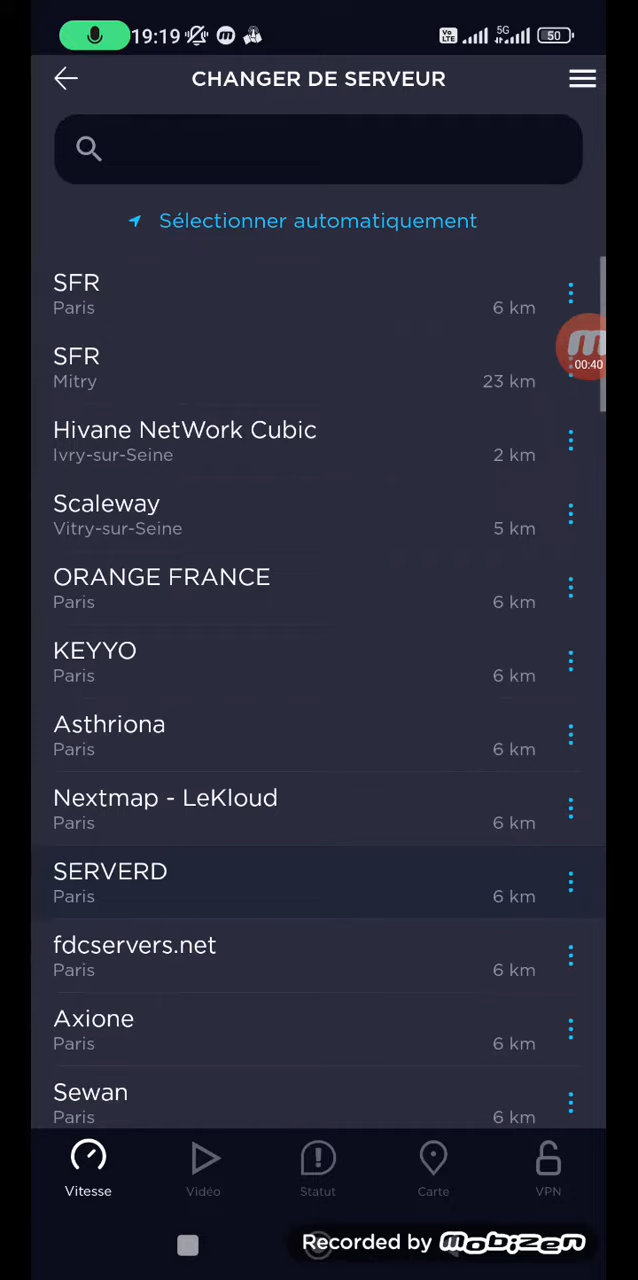 19:19 Vo LTE 5G 50
CHANGER DE SERVEUR
Sélectionner automatiquement
SFR
Paris 6 km
00:40
SFR
Mitry 23 km
Hivane NetWork Cubic
Ivry-sur-Seine 2 km
Scaleway
Vitry-sur-Seine 5 km
ORANGE FRANCE
Paris 6 km
KEYYO
Paris 6 km
Asthriona
Paris 6 km
Nextmap - LeKloud
Paris 6 km
SERVERD
Paris 6 km
fdcservers.net
Paris 6 km
Axione
Paris 6 km
Sewan
Paris 6 km
Vitesse Vidéo Statut Carte VPN
Recorded by mobizen